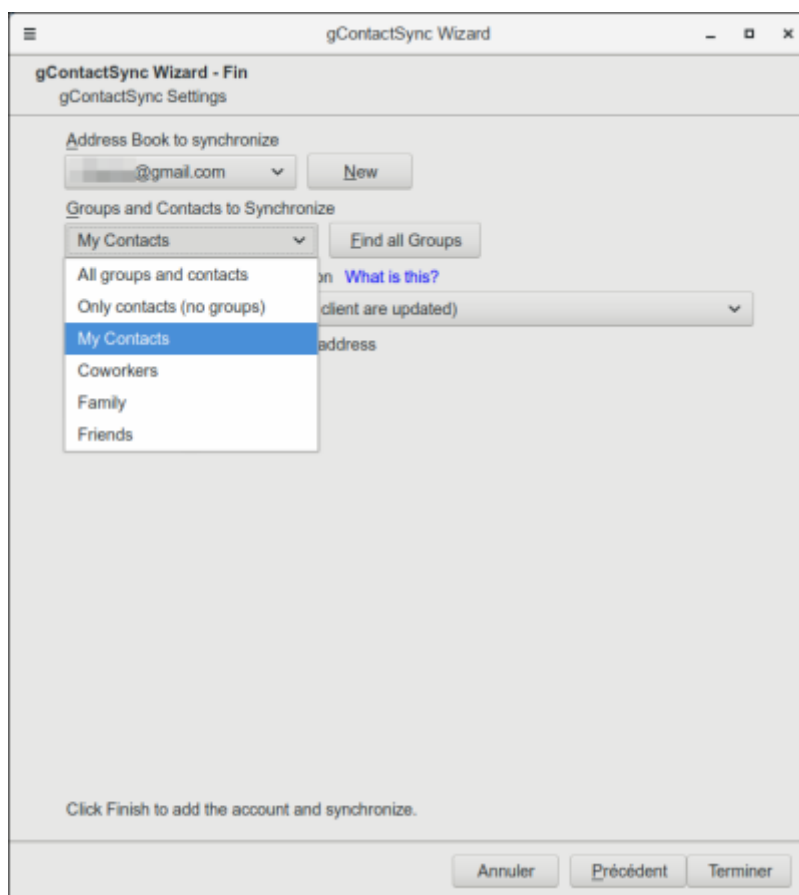 gContactSync Wizard
gContactSync Wizard - Fin
gContactSync Settings
Address Book to synchronize
@gmail.com New
Groups and Contacts to Synchronize
My Contacts Find all Groups
All groups and contacts
on What is this?
Only contacts (no groups)
client are updated)
My Contacts
address
Coworkers
Family
Friends
Click Finish to add the account and synchronize.
Annuler Précédent Terminer